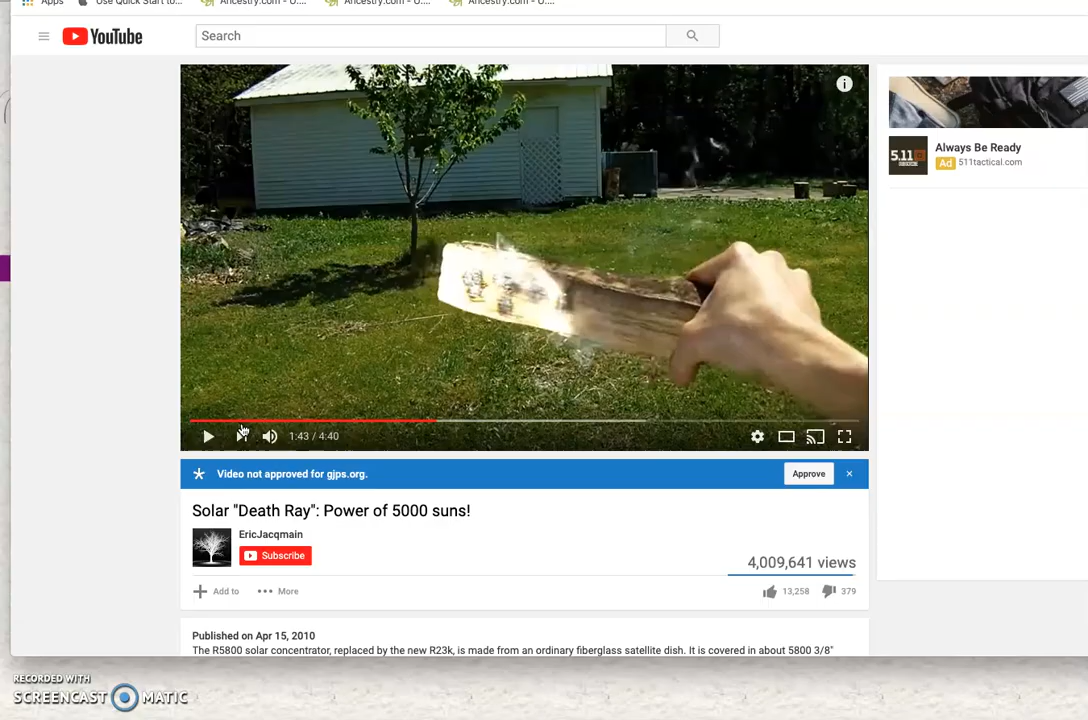 Apps Use Quick Start to... Ancestry.com - U.... Ancestry.com - U.... Ancestry.com - U....
YouTube
Search
i
5.11
Always Be Ready
Ad 511tactical.com
1:43 / 4:40
Video not approved for gjps.org.
Approve ×
Solar "Death Ray": Power of 5000 suns!
EricJacqmain
Subscribe
4,009,641 views
Add to More 13,258 379
Published on Apr 15, 2010
The R5800 solar concentrator, replaced by the new R23k, is made from an ordinary fiberglass satellite dish. It is covered in about 5800 3/8"
RECORDED WITH
SCREENCAST MATIC